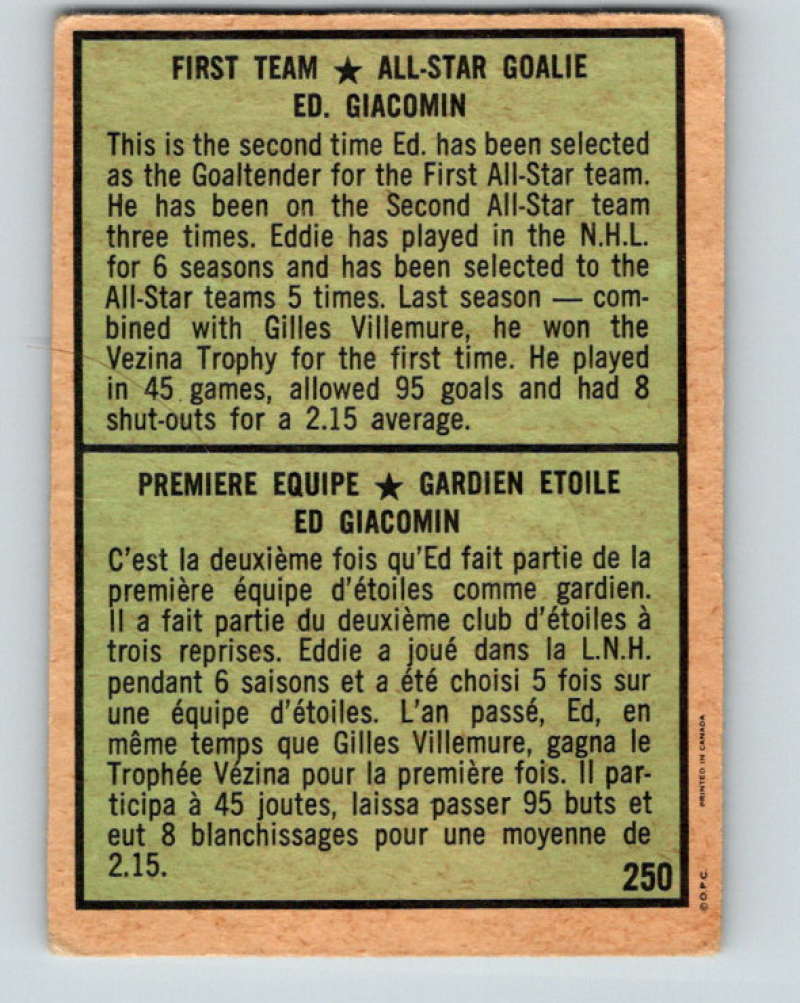 FIRST TEAM ★ ALL-STAR GOALIE
ED. GIACOMIN
This is the second time Ed. has been selected
as the Goaltender for the First All-Star team.
He has been on the Second All-Star team
three times. Eddie has played in the N.H.L.
for 6 seasons and has been selected to the
All-Star teams 5 times. Last season — com-
bined with Gilles Villemure, he won the
Vezina Trophy for the first time. He played
in 45 games, allowed 95 goals and had 8
shut-outs for a 2.15 average.
PREMIERE EQUIPE ★ GARDIEN ETOILE
ED GIACOMIN
C'est la deuxième fois qu'Ed fait partie de la
première équipe d'étoiles comme gardien.
Il a fait partie du deuxième club d'étoiles à
trois reprises. Eddie a joué dans la L.N.H.
pendant 6 saisons et a été choisi 5 fois sur
une équipe d'étoiles. L'an passé, Ed, en
même temps que Gilles Villemure, gagna le
Trophée Vézina pour la première fois. Il par-
ticipa à 45 joutes, laissa passer 95 buts et
eut 8 blanchissages pour une moyenne de
2.15.
250
©O.P.C. PRINTED IN CANADA